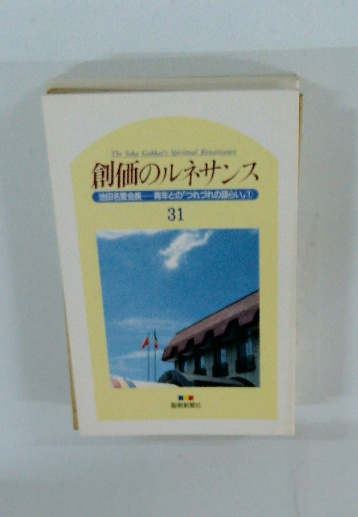 The Soka Gakkai's Spiritual Renaissance
創価のルネサンス
池田名誉会長――青年との「つれづれの語らい」①
31
聖教新聞社